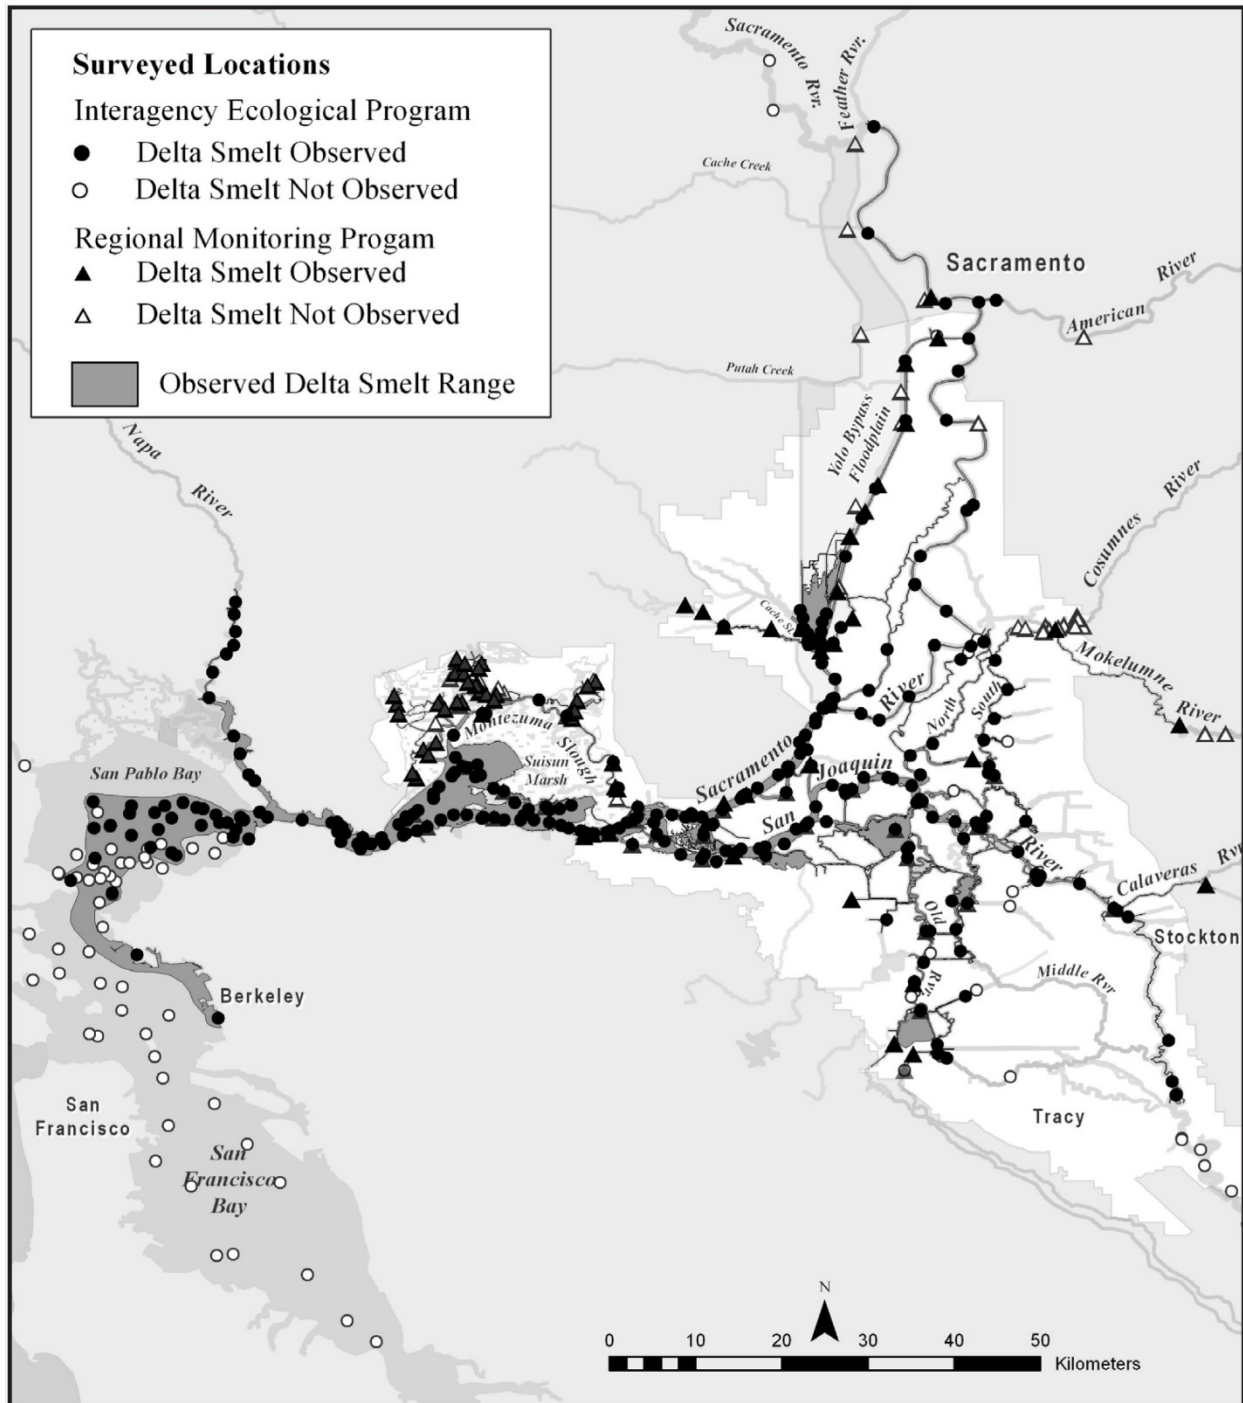 Surveyed Locations
Interagency Ecological Program
Delta Smelt Observed
Delta Smelt Not Observed
Regional Monitoring Progam
Delta Smelt Observed
Delta Smelt Not Observed
Observed Delta Smelt Range
Sacramento Rvr.
Feather Rvr.
Cache Creek
Sacramento
American River
Putah Creek
Yolo Bypass
Floodplain
Napa River
Cosumnes River
Cache Sl.
Mokelumne River
North
South
Sacramento River
Montezuma Slough
Suisun
Marsh
San Pablo Bay
San Joaquin River
Calaveras Rvr
Stockton
Old Rvr.
Middle Rvr
Berkeley
Tracy
San
Francisco
San
Francisco
Bay
N
0 10 20 30 40 50
Kilometers